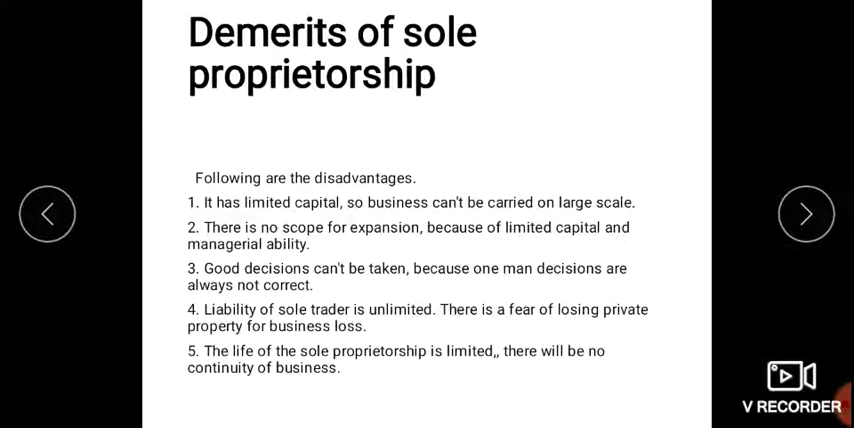 Demerits of sole
proprietorship
Following are the disadvantages.
1. It has limited capital, so business can't be carried on large scale.
2. There is no scope for expansion, because of limited capital and
managerial ability.
3. Good decisions can't be taken, because one man decisions are
always not correct.
4. Liability of sole trader is unlimited. There is a fear of losing private
property for business loss.
5. The life of the sole proprietorship is limited,, there will be no
continuity of business.
V RECORDER